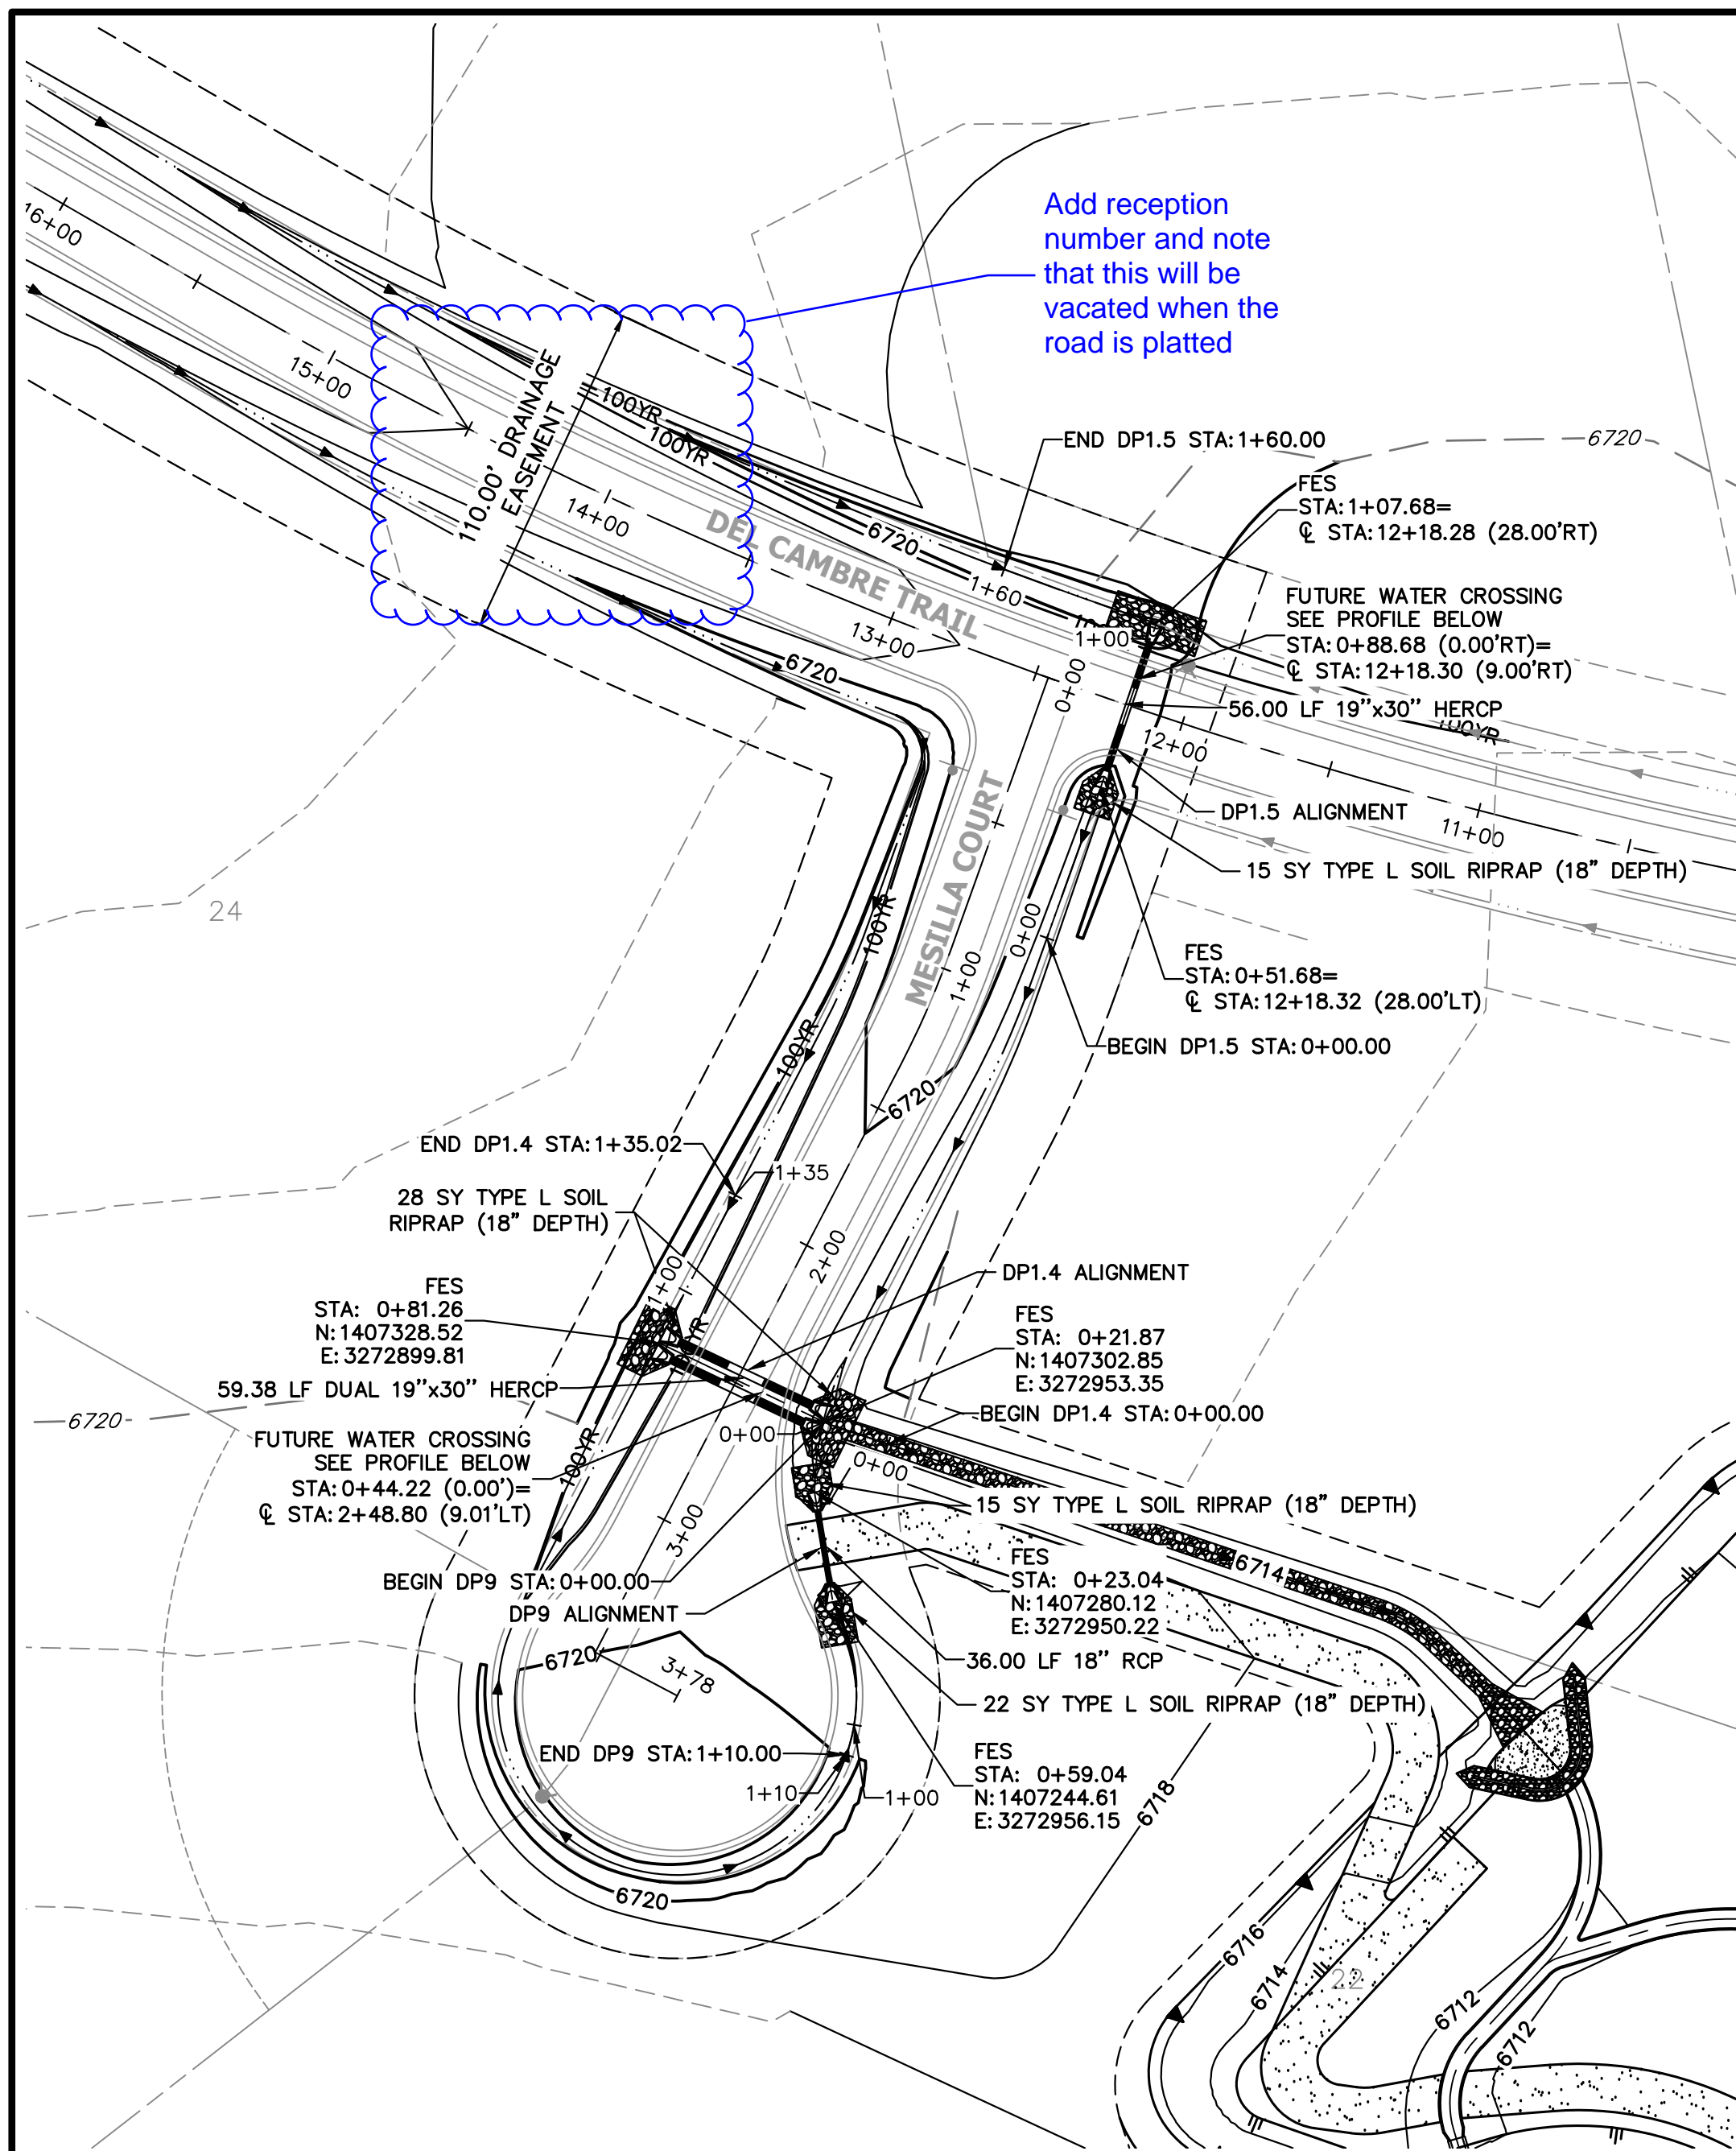 Add reception
number and note
that this will be
vacated when the
road is platted
16+00
15+00
110.00' DRAINAGE
EASEMENT
100YR
100YR
14+00
DEL CAMBRE TRAIL
6720
1+60
13+00
1+00
0+00
6720
END DP1.5 STA:1+60.00
6720
FES
STA:1+07.68=
℄ STA:12+18.28 (28.00'RT)
FUTURE WATER CROSSING
SEE PROFILE BELOW
STA:0+88.68 (0.00'RT)=
℄ STA:12+18.30 (9.00'RT)
56.00 LF 19"x30" HERCP
100YR
12+00
11+00
DP1.5 ALIGNMENT
15 SY TYPE L SOIL RIPRAP (18" DEPTH)
MESILLA COURT
24
100YR
0+00
1+00
FES
STA:0+51.68=
℄ STA:12+18.32 (28.00'LT)
BEGIN DP1.5 STA:0+00.00
100YR
6720
END DP1.4 STA:1+35.02
1+35
28 SY TYPE L SOIL
RIPRAP (18" DEPTH)
2+00
1+00
DP1.4 ALIGNMENT
FES
STA: 0+81.26
N:1407328.52
E:3272899.81
FES
STA: 0+21.87
N:1407302.85
E:3272953.35
59.38 LF DUAL 19"x30" HERCP
BEGIN DP1.4 STA:0+00.00
6720
0+00
0+00
FUTURE WATER CROSSING
SEE PROFILE BELOW
STA:0+44.22 (0.00')=
℄ STA:2+48.80 (9.01'LT)
100YR
3+00
15 SY TYPE L SOIL RIPRAP (18" DEPTH)
6714
FES
STA: 0+23.04
N:1407280.12
E:3272950.22
BEGIN DP9 STA:0+00.00
DP9 ALIGNMENT
36.00 LF 18" RCP
6720
3+78
22 SY TYPE L SOIL RIPRAP (18" DEPTH)
END DP9 STA:1+10.00
1+10
1+00
FES
STA: 0+59.04
N:1407244.61
E:3272956.15
6718
6720
6716
6714
22
6712
6712